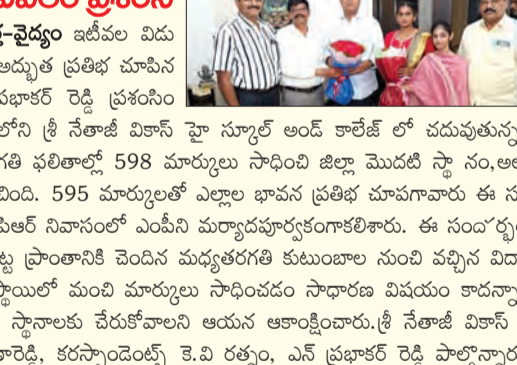 ప్రశంస
-వైద్యం ఇటీవల విడు
అద్భుత ప్రతిభ చూపిన
ప్రభాకర్ రెడ్డి ప్రశంసిం
లోని శ్రీ నేతాజీ వికాస్ హై స్కూల్ అండ్ కాలేజ్ లో చదువుతున్న
గతి ఫలితాల్లో 598 మార్కులు సాధించి జిల్లా మొదటి స్థా నం,అల
చింది. 595 మార్కులతో ఎల్లాల భావన ప్రతిభ చూపగావారు ఈ స
పిఆర్ నివాసంలో ఎంపీని మర్యాదపూర్వకంగాకలిశారు. ఈ సందర్భం
ట్ట ప్రాంతానికి చెందిన మధ్యతరగతి కుటుంబాల నుంచి వచ్చిన విదా
స్థాయిలో మంచి మార్కులు సాధించడం సాధారణ విషయం కాదన్నా
స్థానాలకు చేరుకోవాలని ఆయన ఆకాంక్షించారు.శ్రీ నేతాజీ వికాస్
రెడ్డి, కరస్పాండెంట్స్ కె.వి రత్నం, ఎన్ ప్రభాకర్ రెడ్డి పాల్గొన్నార